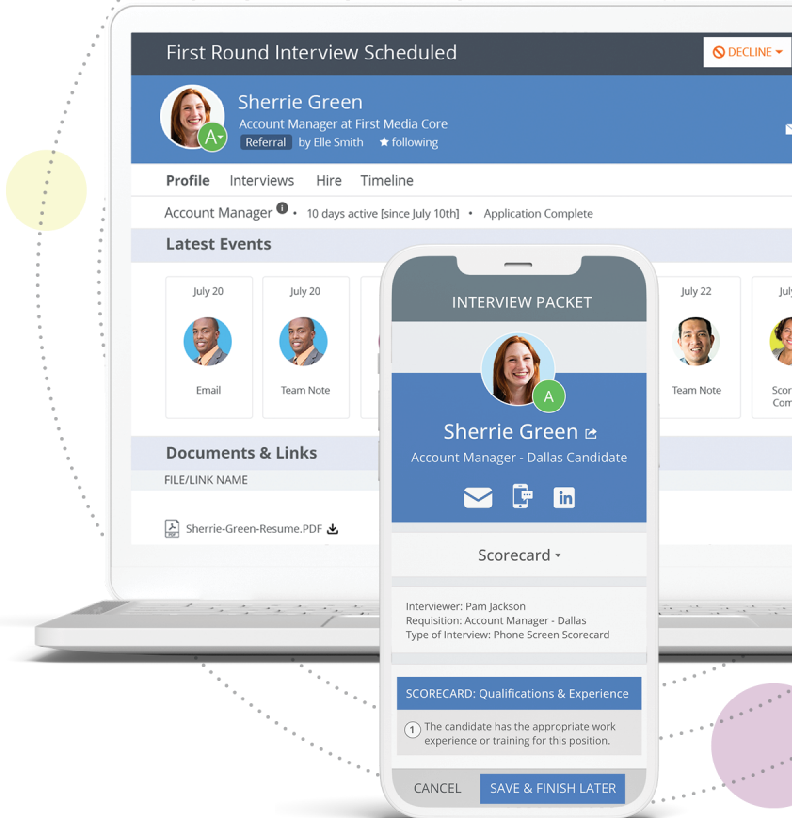 First Round Interview Scheduled
DECLINE
Sherrie Green
Account Manager at First Media Core
A
Referral by Elle Smith following
Profile Interviews Hire Timeline
Account Manager i • 10 days active [since July 10th] • Application Complete
Latest Events
July 20
Email
July 20
Team Note
July 22
Team Note
Documents & Links
FILE/LINK NAME
PDF
Sherrie-Green-Resume.PDF
INTERVIEW PACKET
A
Sherrie Green
Account Manager - Dallas Candidate
in
Scorecard
Interviewer: Pam Jackson
Requisition: Account Manager - Dallas
Type of Interview: Phone Screen Scorecard
SCORECARD: Qualifications & Experience
1 The candidate has the appropriate work
experience or training for this position.
CANCEL SAVE & FINISH LATER